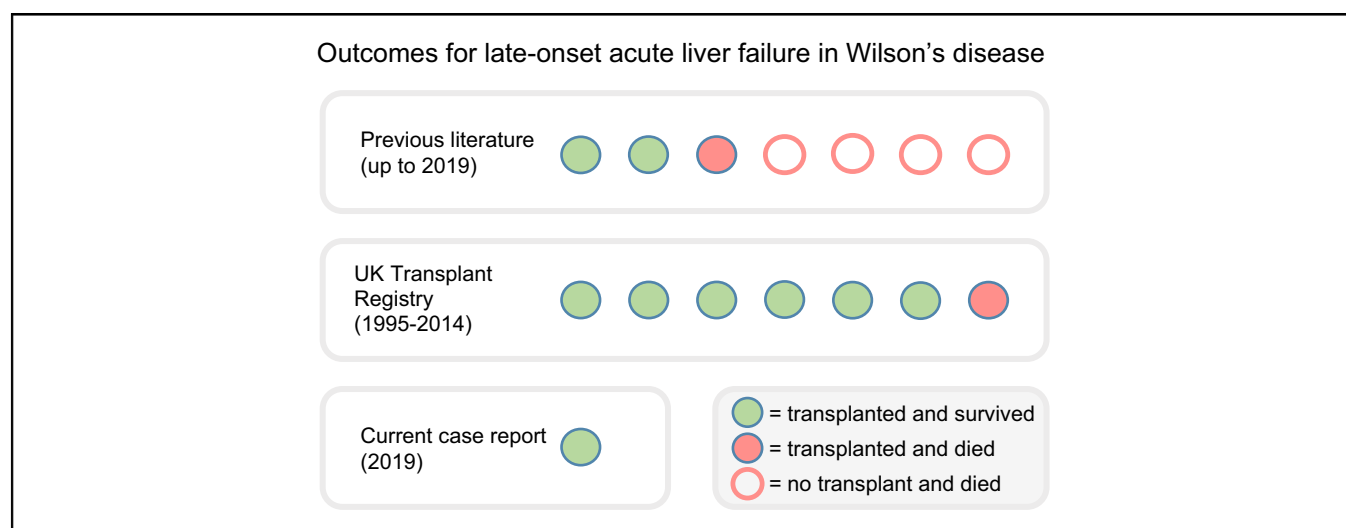 Outcomes for late-onset acute liver failure in Wilson’s disease
Previous literature
(up to 2019)
UK Transplant
Registry
(1995-2014)
Current case report
(2019)
= transplanted and survived
= transplanted and died
= no transplant and died